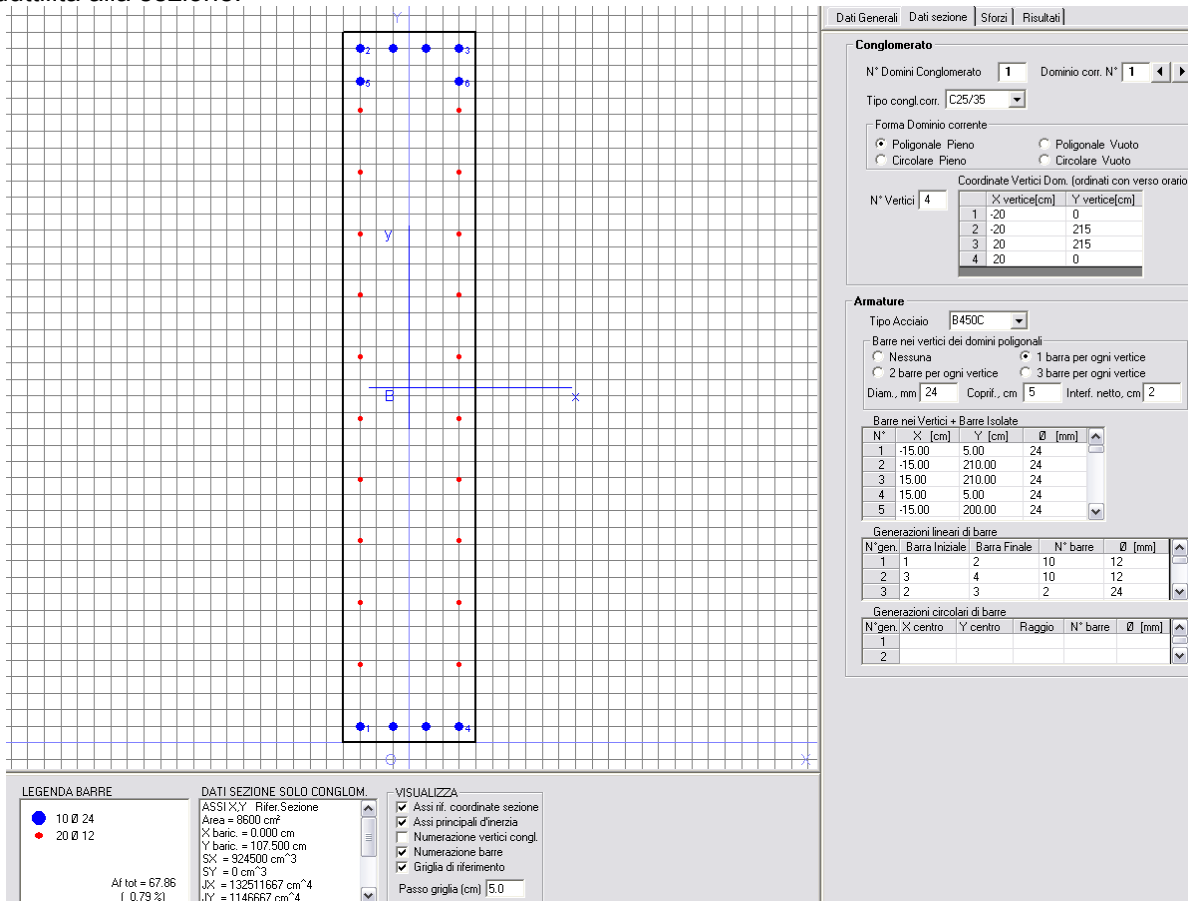 duttilità alla sezione.
Y
2
3
5
6
y
B
x
1
4
O
X
LEGENDA BARRE
10 Ø 24
20 Ø 12
Af tot = 67.86
( 0.79 %)
DATI SEZIONE SOLO CONGLOM.
ASSI X,Y Rifer.Sezione
Area = 8600 cm²
X baric. = 0.000 cm
Y baric. = 107.500 cm
SX = 924500 cm^3
SY = 0 cm^3
JX = 132511667 cm^4
JY = 1146667 cm^4
VISUALIZZA
Assi rif. coordinate sezione
Assi principali d'inerzia
Numerazione vertici congl.
Numerazione barre
Griglia di riferimento
Passo griglia (cm) 5.0
Dati Generali Dati sezione Sforzi Risultati
Conglomerato
N° Domini Conglomerato 1 Dominio corr. N° 1
Tipo congl.corr. C25/35
Forma Dominio corrente
Poligonale Pieno Poligonale Vuoto
Circolare Pieno Circolare Vuoto
Coordinate Vertici Dom. (ordinati con verso orario
N° Vertici 4
X vertice[cm] Y vertice[cm]
1 -20 0
2 -20 215
3 20 215
4 20 0
Armature
Tipo Acciaio B450C
Barre nei vertici dei domini poligonali
Nessuna 1 barra per ogni vertice
2 barre per ogni vertice 3 barre per ogni vertice
Diam., mm 24 Coprif., cm 5 Interf. netto, cm 2
Barre nei Vertici + Barre Isolate
N° X [cm] Y [cm] Ø [mm]
1 -15.00 5.00 24
2 -15.00 210.00 24
3 15.00 210.00 24
4 15.00 5.00 24
5 -15.00 200.00 24
Generazioni lineari di barre
N°gen. Barra Iniziale Barra Finale N° barre Ø [mm]
1 1 2 10 12
2 3 4 10 12
3 2 3 2 24
Generazioni circolari di barre
N°gen. X centro Y centro Raggio N° barre Ø [mm]
1
2